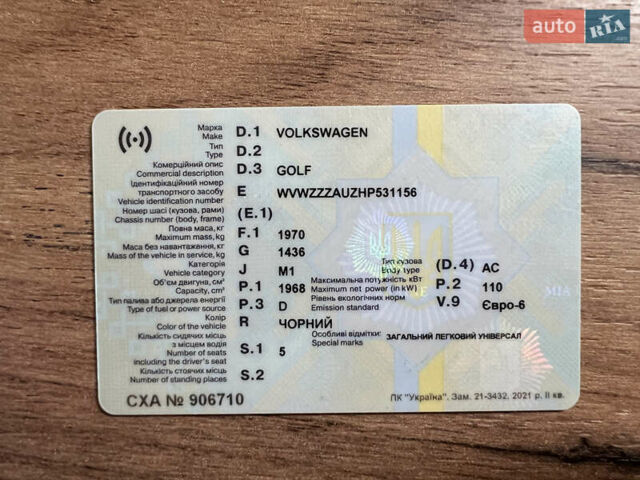 auto RIA.com
Марка D.1 VOLKSWAGEN
Make
Тип D.2
Type
Комерційний опис D.3 GOLF
Commercial description
Ідентифікаційний номер
транспортного засобу E WVWZZZAUZHP531156
Vehicle identification number
Номер шасі (кузова, рами) (E.1)
Chassis number (body, frame)
Повна маса, кг F.1 1970
Maximum mass, kg
Маса без навантаження, кг G 1436
Mass of the vehicle in service, kg
Категорія J M1 Тип кузова (D.4) AC
Vehicle category Body type
Об'єм двигуна, см³ P.1 1968 Максимальна потужність кВт P.2 110
Capacity, cm³ Maximum net power (in kW)
Тип палива або джерела енергії P.3 D Рівень екологічних норм V.9 Євро-6
Type of fuel or power source Emission standard
Колір R ЧОРНИЙ Особливі відмітки: ЗАГАЛЬНИЙ ЛЕГКОВИЙ УНІВЕРСАЛ
Color of the vehicle Special marks
Кількість сидячих місць
з місцем водія S.1 5
Number of seats
including the driver's seat
Кількість стоячих місць S.2
Number of standing places
СХА № 906710
ПК "Україна". Зам. 21-3432. 2021 р. II кв.
MIA